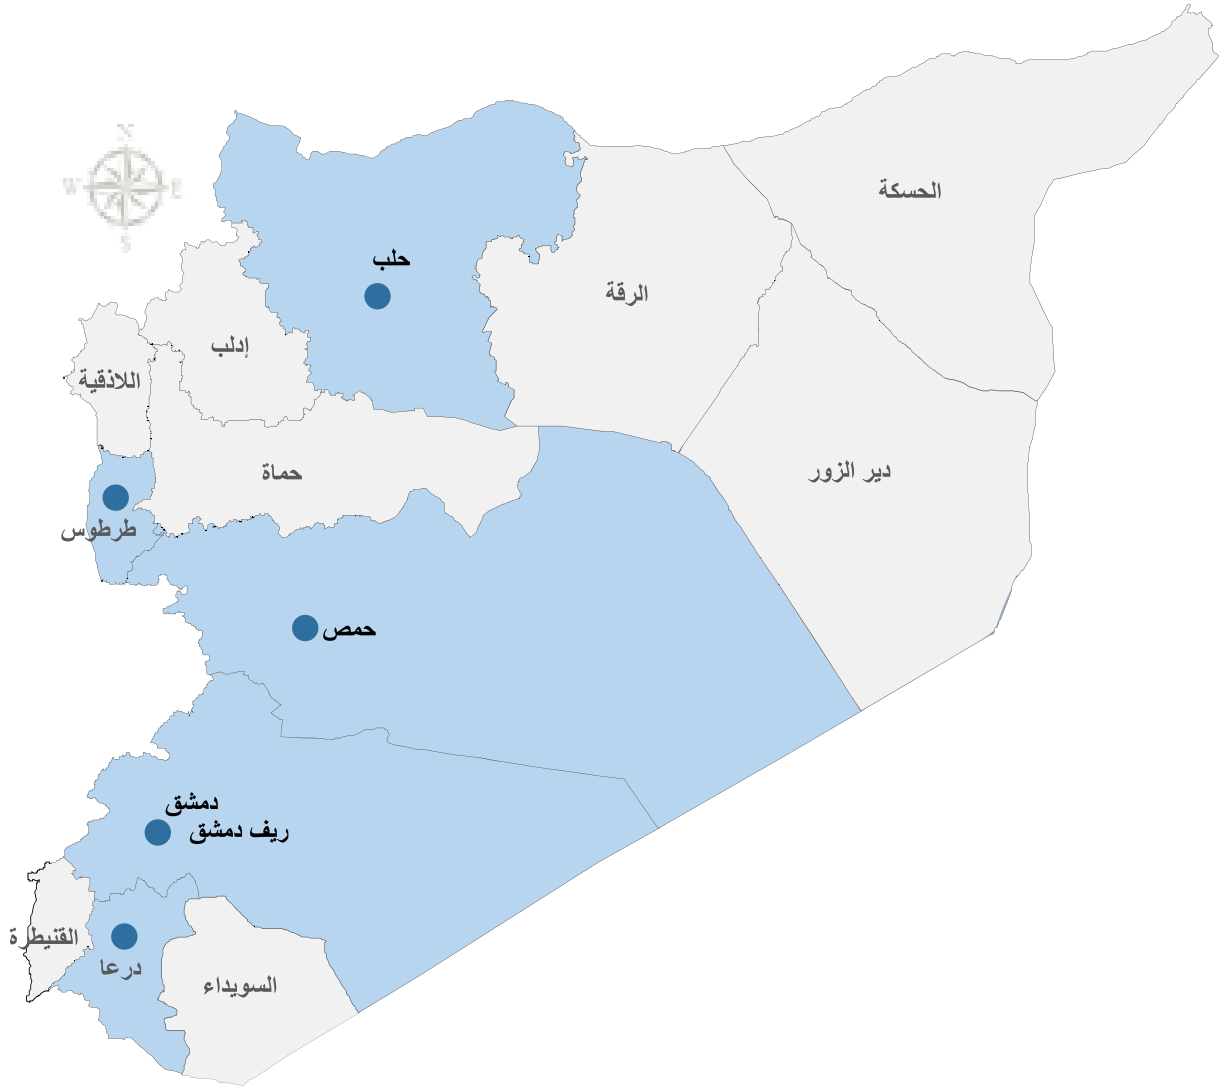 N
W
E
S
الحسكة
حلب
الرقة
إدلب
اللاذقية
حماة
دير الزور
طرطوس
حمص
دمشق
ريف دمشق
القنيطرة
درعا
السويداء